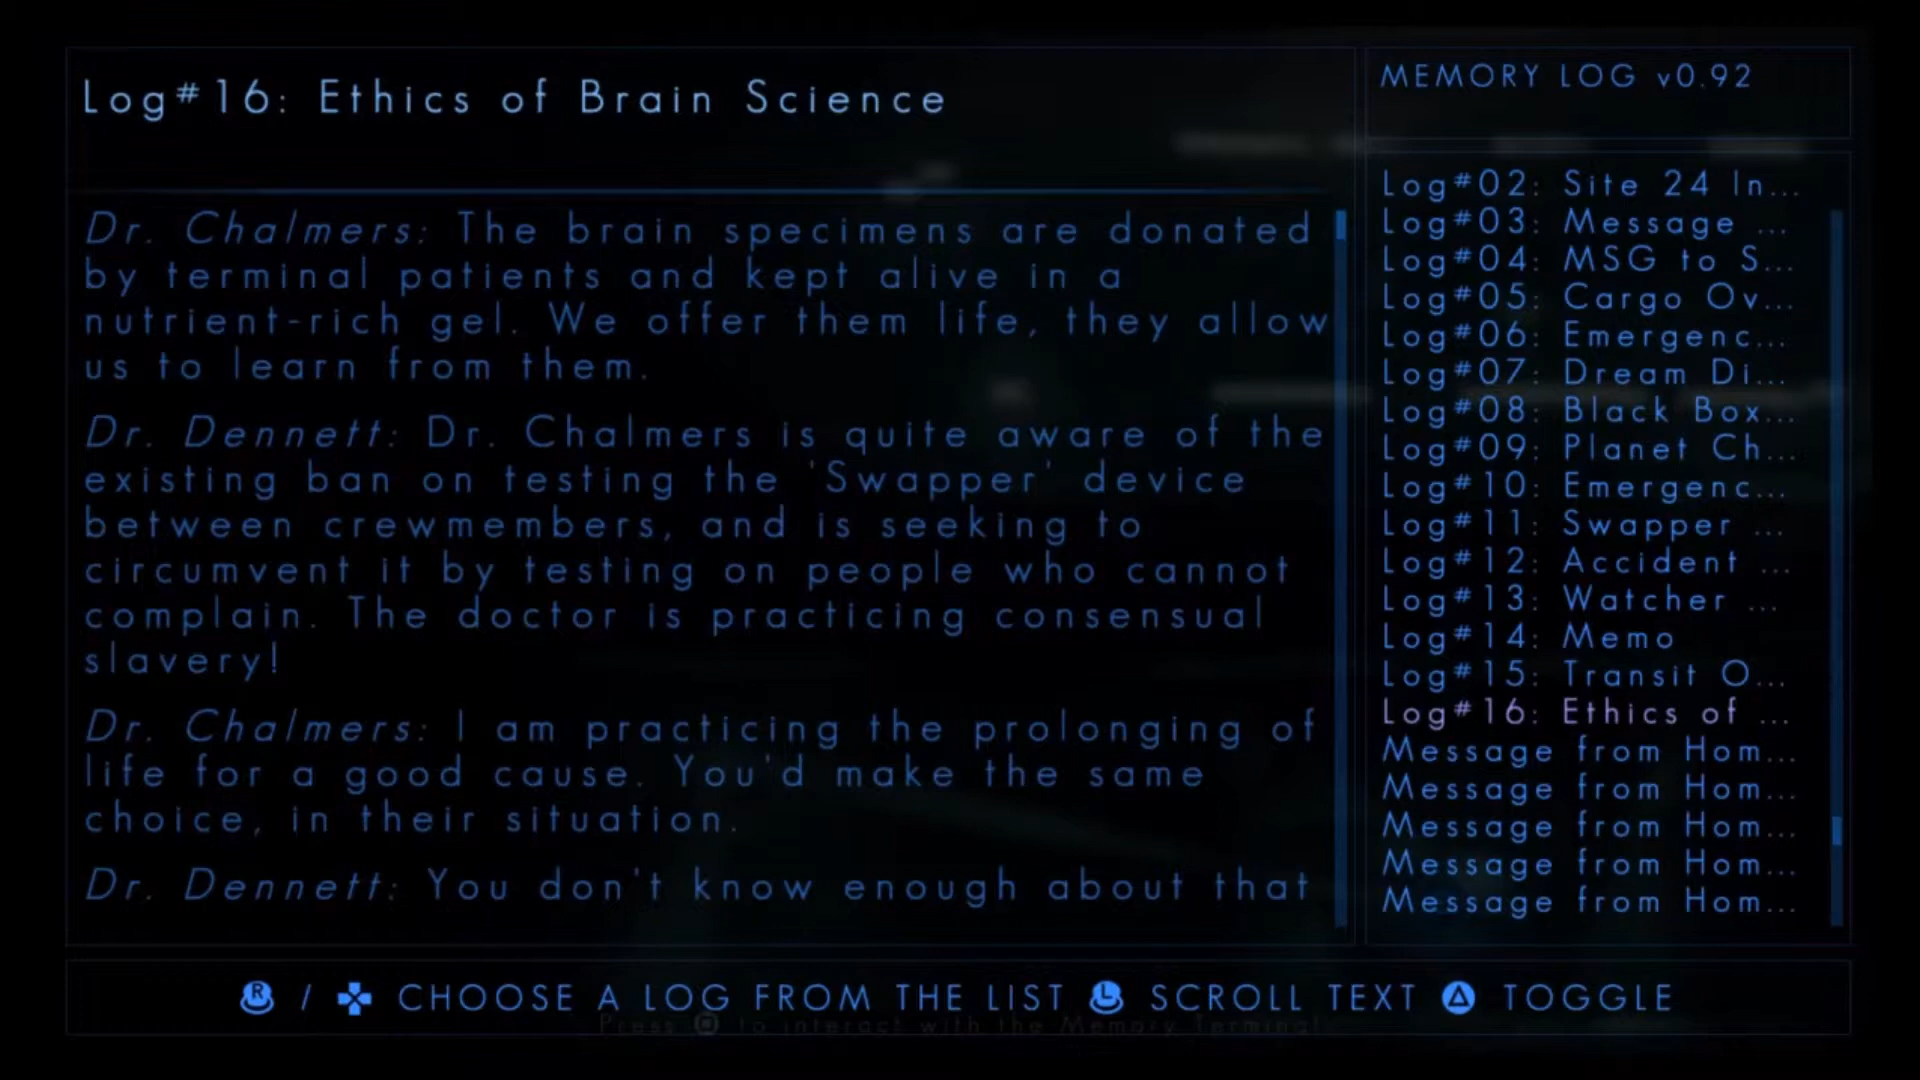 Log#16: Ethics of Brain Science
Dr. Chalmers: The brain specimens are donated
by terminal patients and kept alive in a
nutrient-rich gel. We offer them life, they allow
us to learn from them.
Dr. Dennett: Dr. Chalmers is quite aware of the
existing ban on testing the 'Swapper' device
between crewmembers, and is seeking to
circumvent it by testing on people who cannot
complain. The doctor is practicing consensual
slavery!
Dr. Chalmers: I am practicing the prolonging of
life for a good cause. You'd make the same
choice, in their situation.
Dr. Dennett: You don't know enough about that
MEMORY LOG v0.92
Log#02: Site 24 In...
Log#03: Message ...
Log#04: MSG to S...
Log#05: Cargo Ov...
Log#06: Emergenc...
Log#07: Dream Di...
Log#08: Black Box...
Log#09: Planet Ch...
Log#10: Emergenc...
Log#11: Swapper ...
Log#12: Accident ...
Log#13: Watcher ...
Log#14: Memo
Log#15: Transit O...
Log#16: Ethics of ...
Message from Hom...
Message from Hom...
Message from Hom...
Message from Hom...
Message from Hom...
R / CHOOSE A LOG FROM THE LIST L SCROLL TEXT TOGGLE
Press to interact with the Memory Terminal